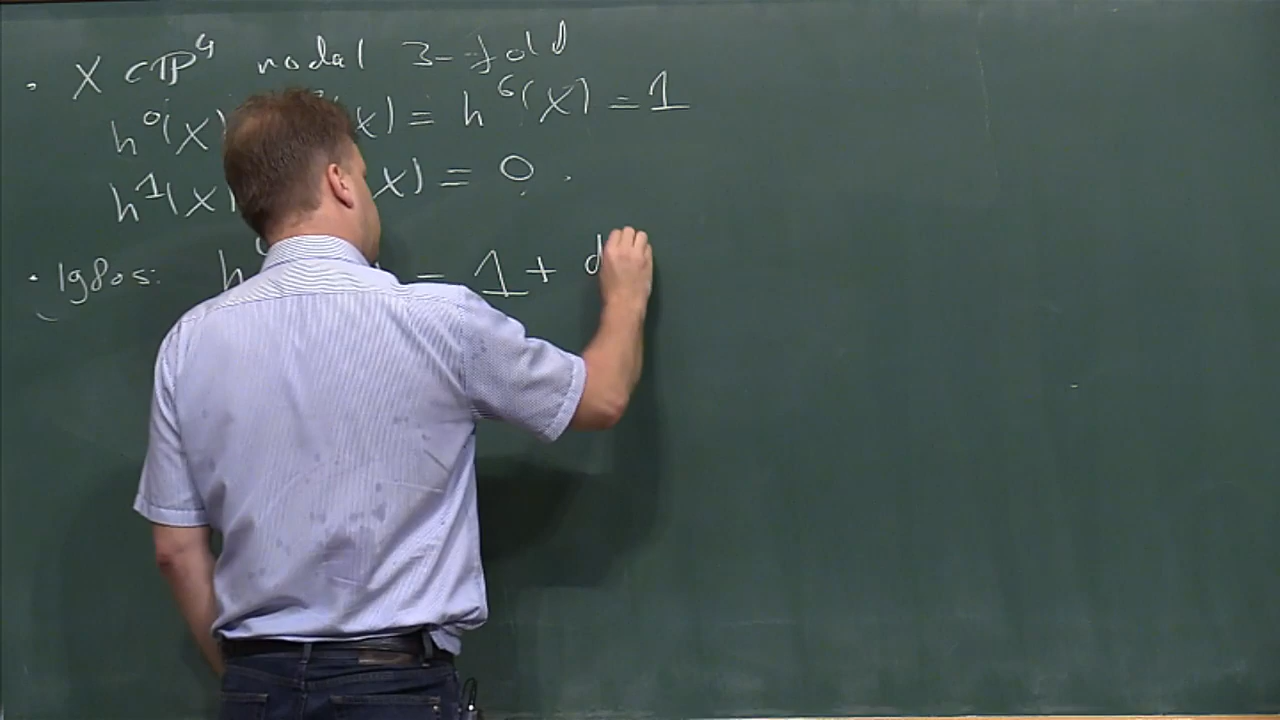 · X ⊂ ℙ⁴ nodal 3-fold
h⁰(X) (X) = h⁶(X) = 1
h¹(X) X) = 0.
· 1980s: h = 1 + d